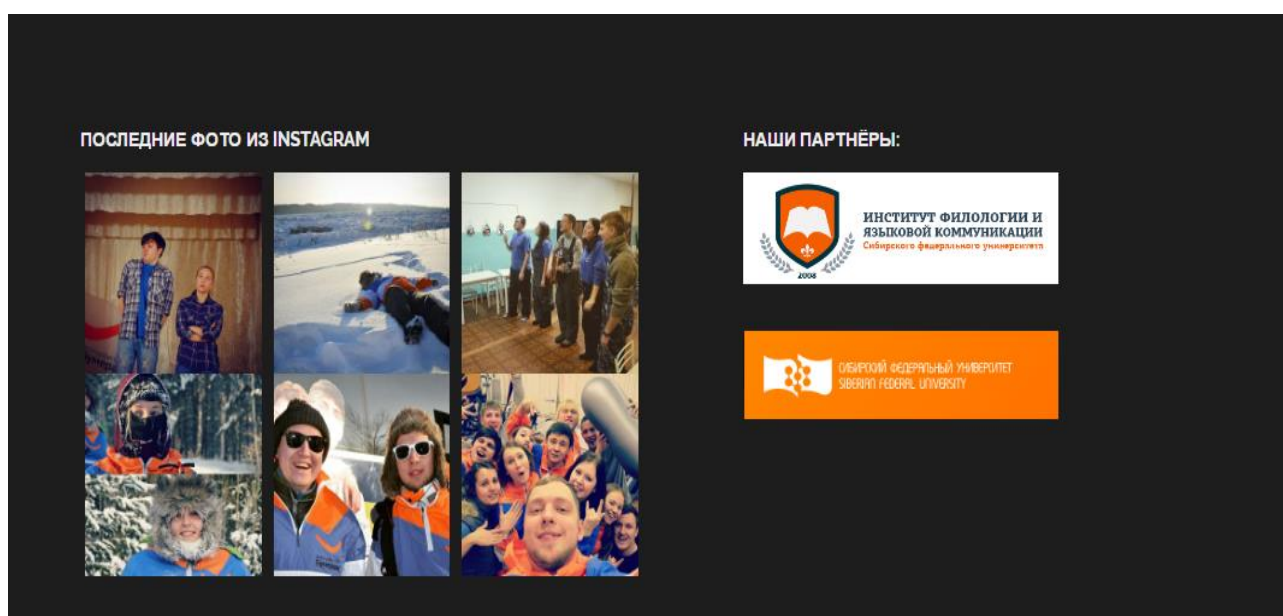 ПОСЛЕДНИЕ ФОТО ИЗ INSTAGRAM
НАШИ ПАРТНЁРЫ:
ИНСТИТУТ ФИЛОЛОГИИ И
ЯЗЫКОВОЙ КОММУНИКАЦИИ
Сибирского федерального университета
2008
СИБИРСКИЙ ФЕДЕРАЛЬНЫЙ УНИВЕРСИТЕТ
SIBERIAN FEDERAL UNIVERSITY